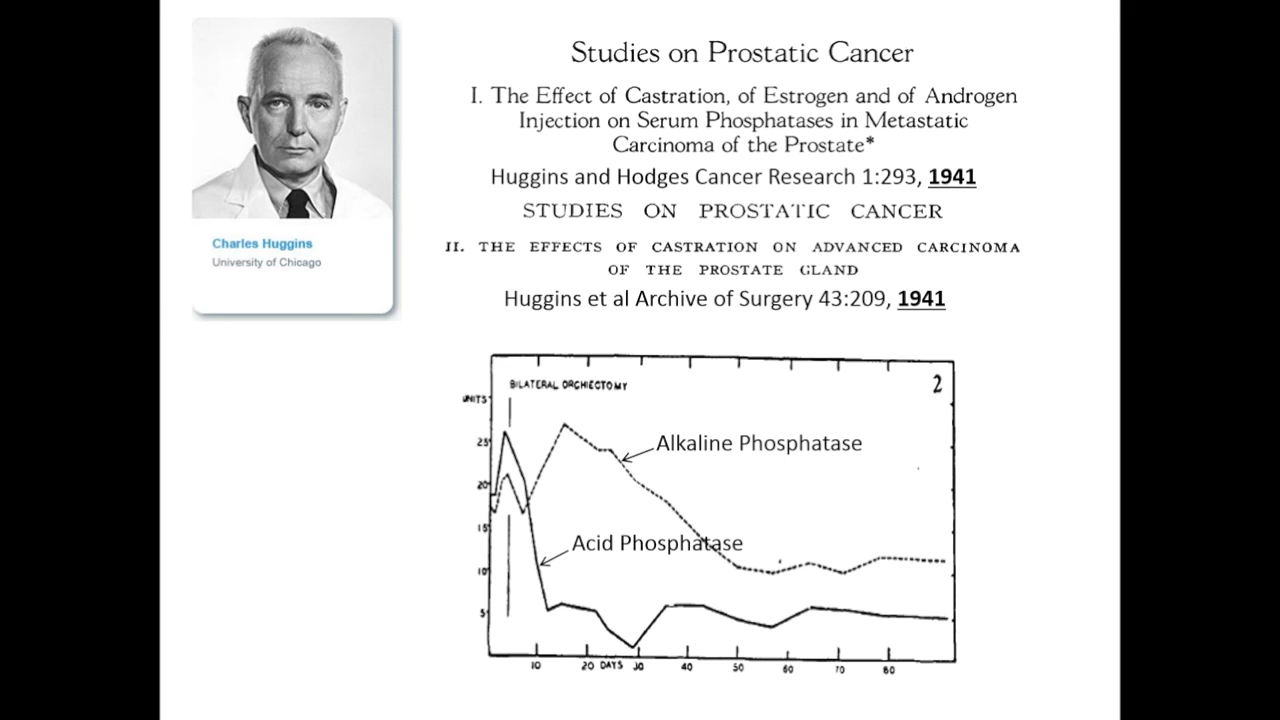 Studies on Prostatic Cancer
I. The Effect of Castration, of Estrogen and of Androgen
Injection on Serum Phosphatases in Metastatic
Carcinoma of the Prostate*
Huggins and Hodges Cancer Research 1:293, 1941
STUDIES ON PROSTATIC CANCER
II. THE EFFECTS OF CASTRATION ON ADVANCED CARCINOMA
OF THE PROSTATE GLAND
Huggins et al Archive of Surgery 43:209, 1941
Charles Huggins
University of Chicago
BILATERAL ORCHIECTOMY
2
UNITS
25
20
15
10
5
Alkaline Phosphatase
Acid Phosphatase
10 20 DAYS 30 40 50 60 70 80